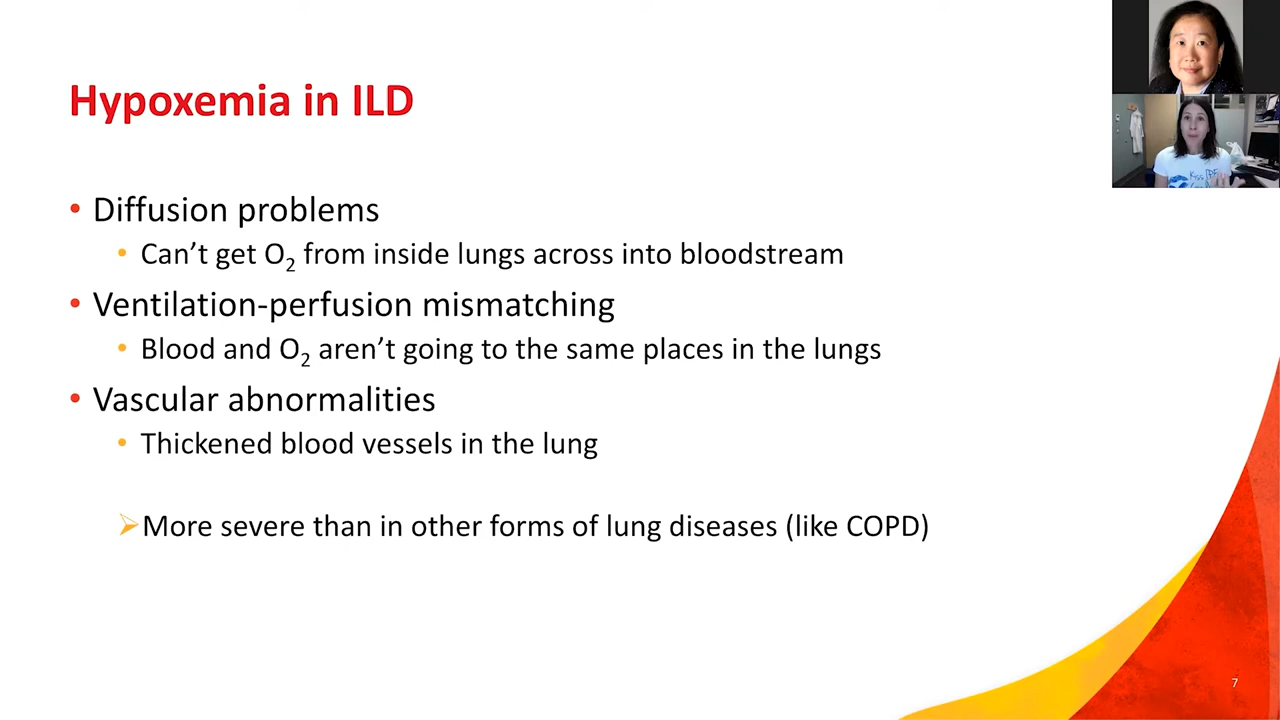 Hypoxemia in ILD
• Diffusion problems
• Can’t get O₂ from inside lungs across into bloodstream
• Ventilation-perfusion mismatching
• Blood and O₂ aren’t going to the same places in the lungs
• Vascular abnormalities
• Thickened blood vessels in the lung
➢More severe than in other forms of lung diseases (like COPD)
7